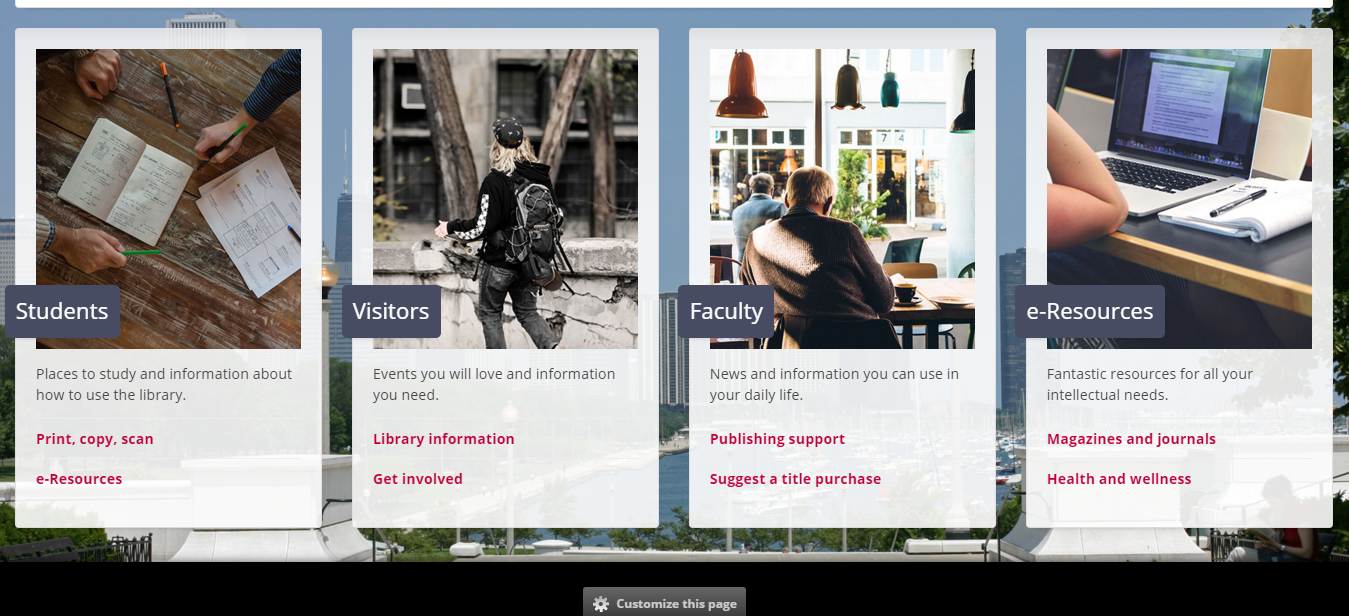 Students
Places to study and information about
how to use the library.
Print, copy, scan
e-Resources
Visitors
Events you will love and information
you need.
Library information
Get involved
Faculty
News and information you can use in
your daily life.
Publishing support
Suggest a title purchase
e-Resources
Fantastic resources for all your
intellectual needs.
Magazines and journals
Health and wellness
Customize this page